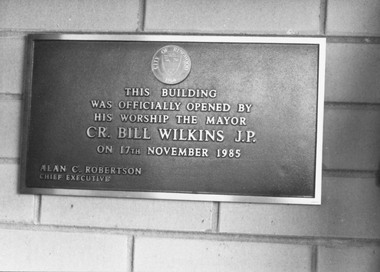 THIS BUILDING
WAS OFFICIALLY OPENED BY
HIS WORSHIP THE MAYOR
CR. BILL WILKINS J.P.
ON 17TH NOVEMBER 1985
ALAN C. ROBERTSON
CHIEF EXECUTIVE